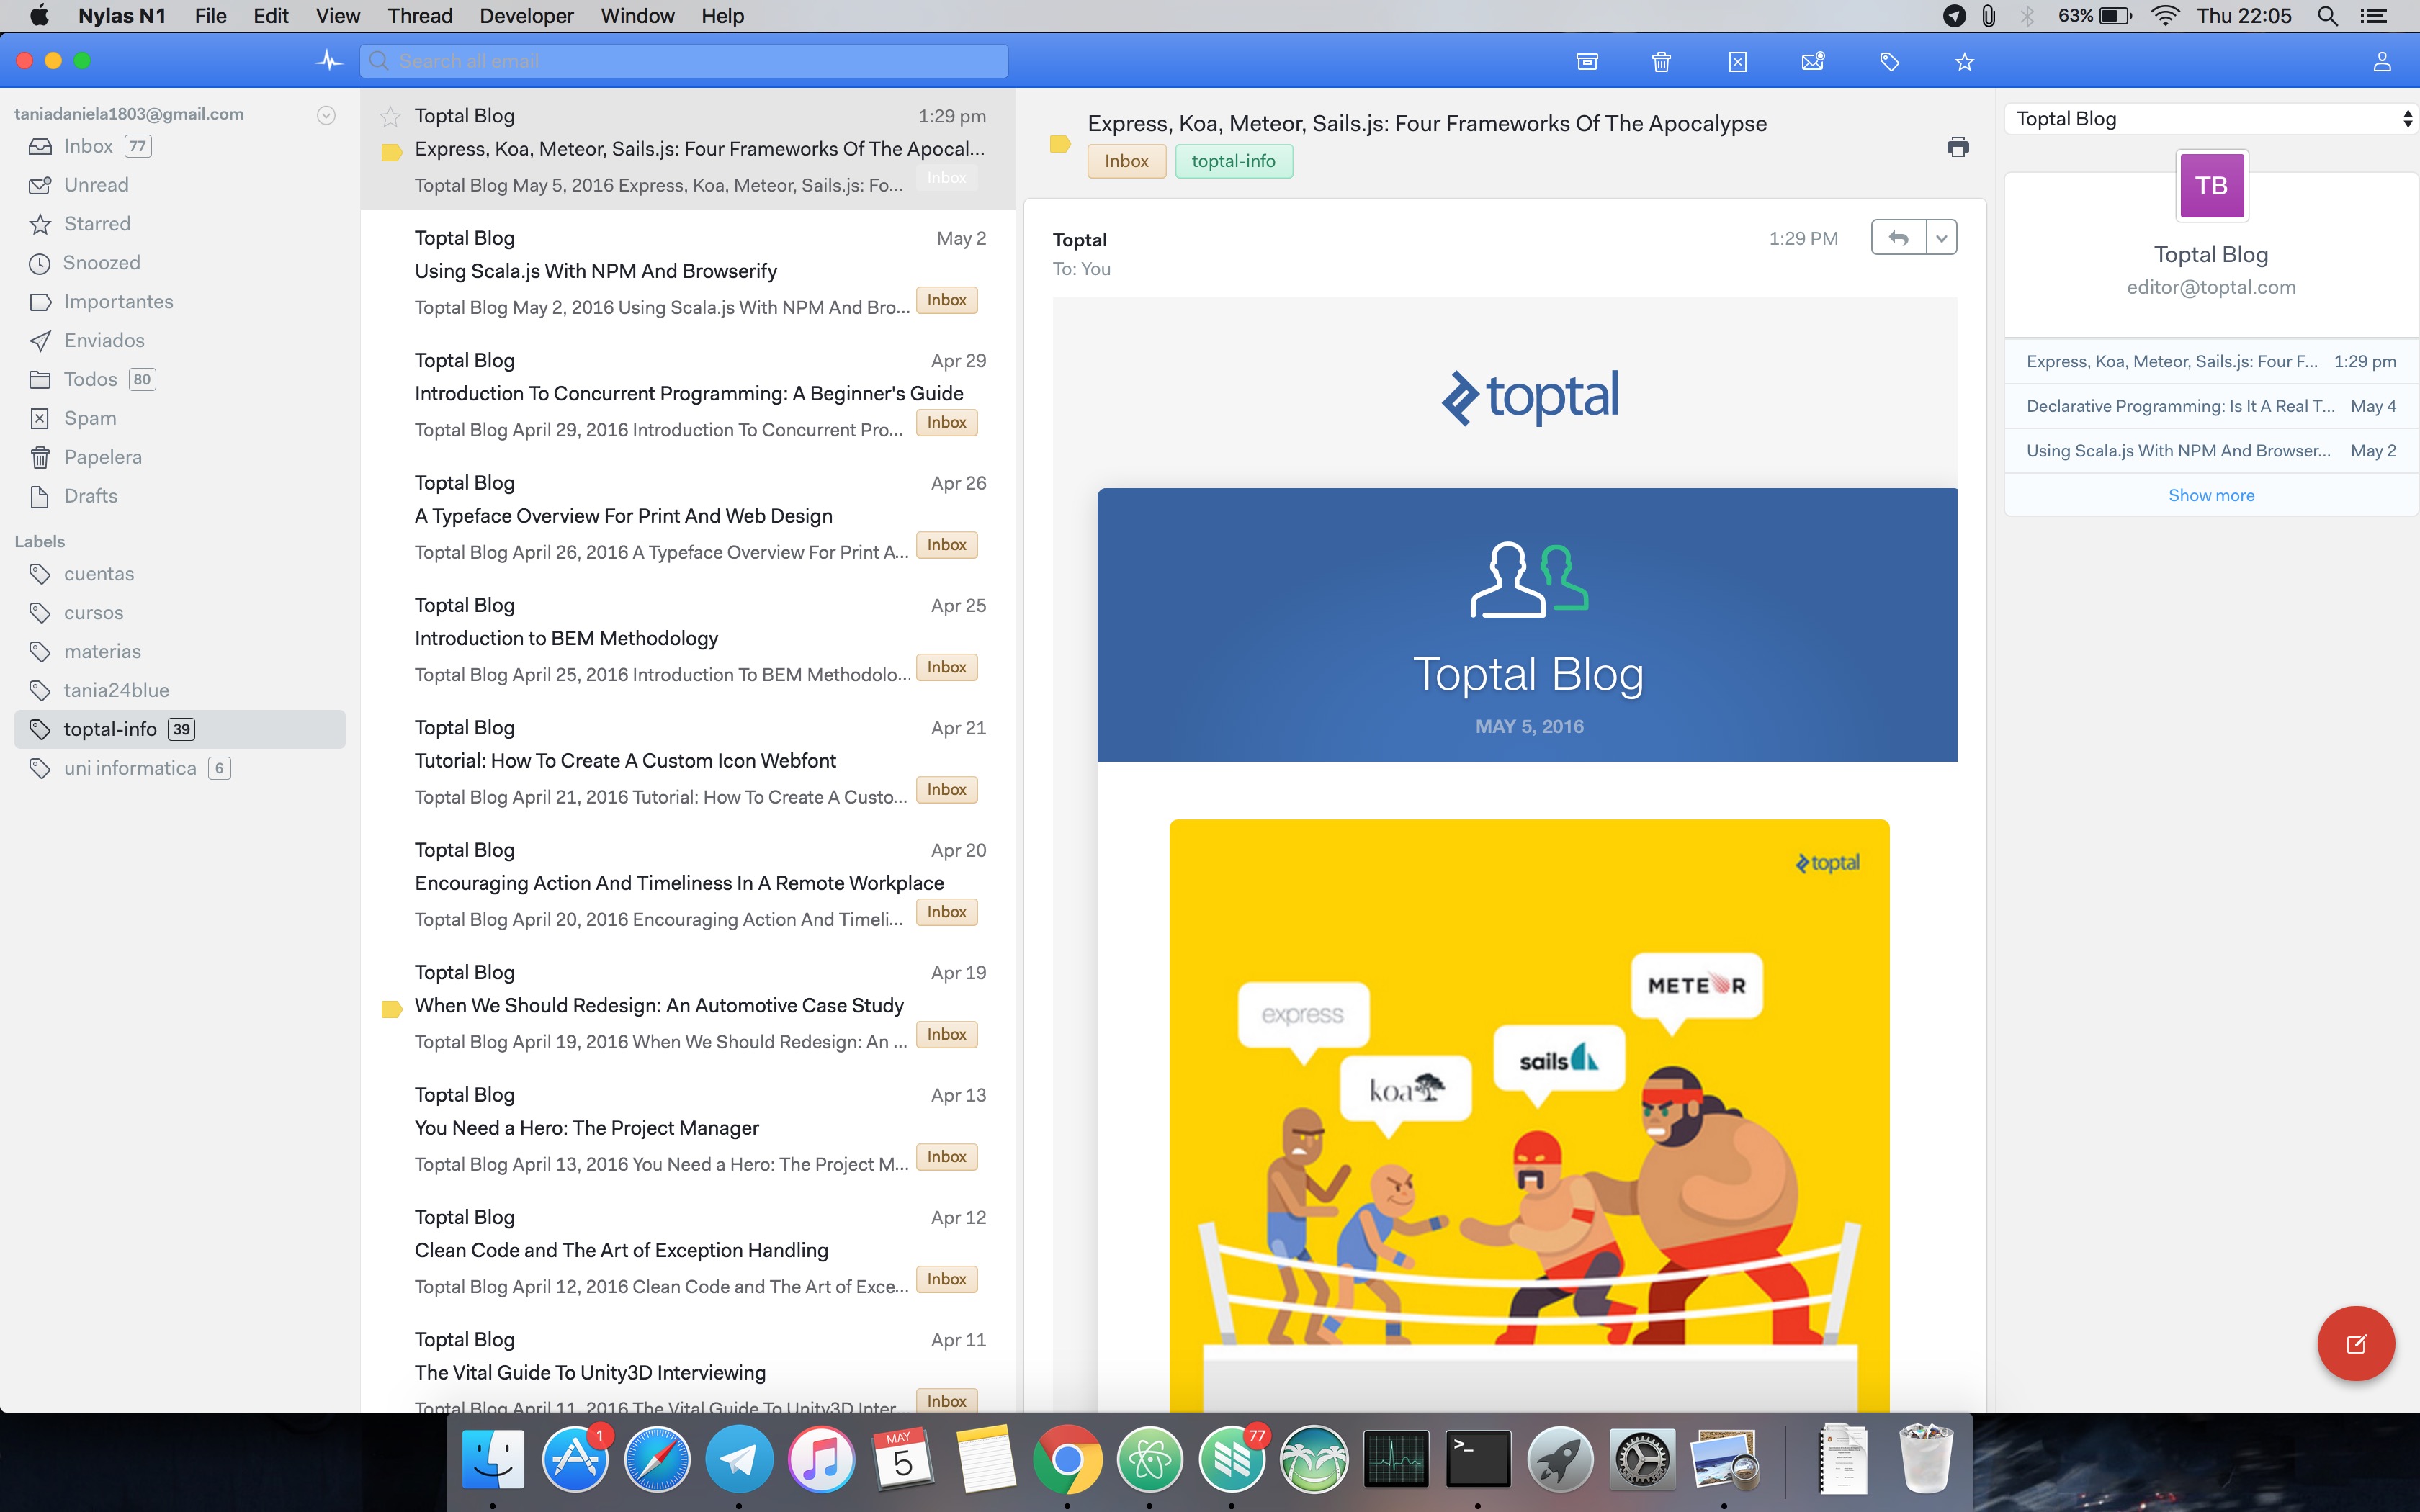 Nylas N1 File Edit View Thread Developer Window Help
63% Thu 22:05
Search all email
taniadaniela1803@gmail.com
Inbox 77
Unread
Starred
Snoozed
Importantes
Enviados
Todos 80
Spam
Papelera
Drafts
Labels
cuentas
cursos
materias
tania24blue
toptal-info 39
uni informatica 6
Toptal Blog 1:29 pm
Express, Koa, Meteor, Sails.js: Four Frameworks Of The Apocal...
Toptal Blog May 5, 2016 Express, Koa, Meteor, Sails.js: Fo... Inbox
Toptal Blog May 2
Using Scala.js With NPM And Browserify
Toptal Blog May 2, 2016 Using Scala.js With NPM And Bro... Inbox
Toptal Blog Apr 29
Introduction To Concurrent Programming: A Beginner's Guide
Toptal Blog April 29, 2016 Introduction To Concurrent Pro... Inbox
Toptal Blog Apr 26
A Typeface Overview For Print And Web Design
Toptal Blog April 26, 2016 A Typeface Overview For Print A... Inbox
Toptal Blog Apr 25
Introduction to BEM Methodology
Toptal Blog April 25, 2016 Introduction To BEM Methodolo... Inbox
Toptal Blog Apr 21
Tutorial: How To Create A Custom Icon Webfont
Toptal Blog April 21, 2016 Tutorial: How To Create A Custo... Inbox
Toptal Blog Apr 20
Encouraging Action And Timeliness In A Remote Workplace
Toptal Blog April 20, 2016 Encouraging Action And Timeli... Inbox
Toptal Blog Apr 19
When We Should Redesign: An Automotive Case Study
Toptal Blog April 19, 2016 When We Should Redesign: An ... Inbox
Toptal Blog Apr 13
You Need a Hero: The Project Manager
Toptal Blog April 13, 2016 You Need a Hero: The Project M... Inbox
Toptal Blog Apr 12
Clean Code and The Art of Exception Handling
Toptal Blog April 12, 2016 Clean Code and The Art of Exce... Inbox
Toptal Blog Apr 11
The Vital Guide To Unity3D Interviewing
Toptal Blog April 11, 2016 The Vital Guide To Unity3D Inter... Inbox
Express, Koa, Meteor, Sails.js: Four Frameworks Of The Apocalypse
Inbox toptal-info
Toptal 1:29 PM
To: You
toptal
Toptal Blog
MAY 5, 2016
toptal
METEOR
express
sails
koa
Toptal Blog
TB
Toptal Blog
editor@toptal.com
Express, Koa, Meteor, Sails.js: Four F... 1:29 pm
Declarative Programming: Is It A Real T... May 4
Using Scala.js With NPM And Browser... May 2
Show more
1
MAY
5
77
>_